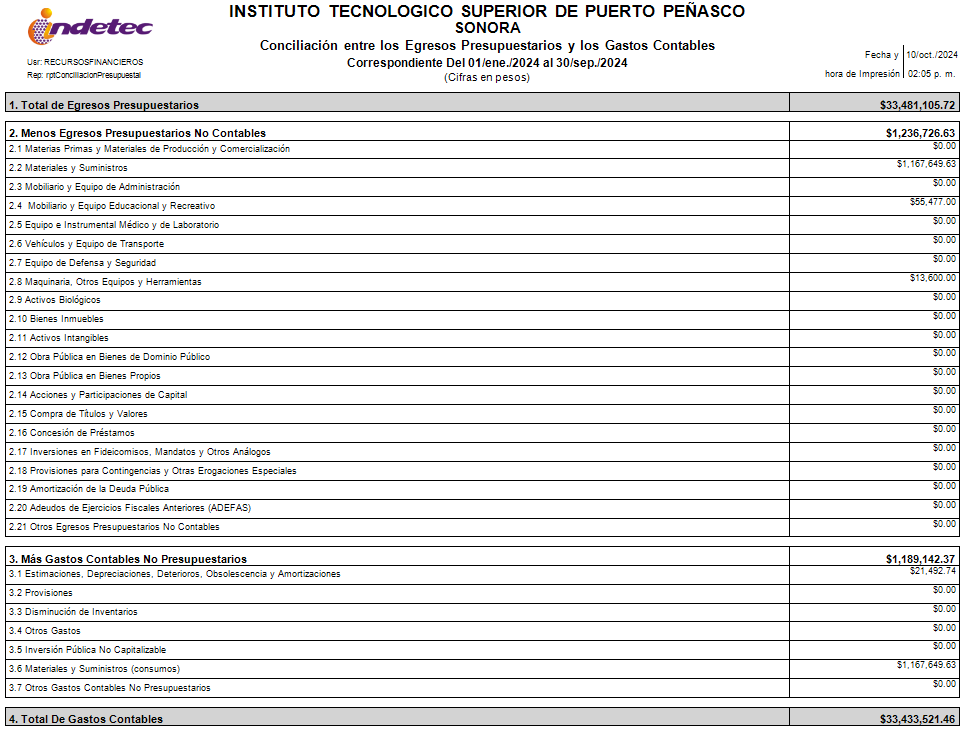 INSTITUTO TECNOLOGICO SUPERIOR DE PUERTO PEÑASCO
SONORA
indetec
Conciliación entre los Egresos Presupuestarios y los Gastos Contables
Usr: RECURSOSFINANCIEROS
Correspondiente Del 01/ene./2024 al 30/sep./2024
Fecha y 10/oct./2024
Rep: rptConciliacionPresupuestal
(Cifras en pesos)
hora de Impresión 02:05 p. m.
1. Total de Egresos Presupuestarios $33,481,105.72
2. Menos Egresos Presupuestarios No Contables $1,236,726.63
2.1 Materias Primas y Materiales de Producción y Comercialización $0.00
2.2 Materiales y Suministros $1,167,649.63
2.3 Mobiliario y Equipo de Administración $0.00
2.4 Mobiliario y Equipo Educacional y Recreativo $55,477.00
2.5 Equipo e Instrumental Médico y de Laboratorio $0.00
2.6 Vehículos y Equipo de Transporte $0.00
2.7 Equipo de Defensa y Seguridad $0.00
2.8 Maquinaria, Otros Equipos y Herramientas $13,600.00
2.9 Activos Biológicos $0.00
2.10 Bienes Inmuebles $0.00
2.11 Activos Intangibles $0.00
2.12 Obra Pública en Bienes de Dominio Público $0.00
2.13 Obra Pública en Bienes Propios $0.00
2.14 Acciones y Participaciones de Capital $0.00
2.15 Compra de Títulos y Valores $0.00
2.16 Concesión de Préstamos $0.00
2.17 Inversiones en Fideicomisos, Mandatos y Otros Análogos $0.00
2.18 Provisiones para Contingencias y Otras Erogaciones Especiales $0.00
2.19 Amortización de la Deuda Pública $0.00
2.20 Adeudos de Ejercicios Fiscales Anteriores (ADEFAS) $0.00
2.21 Otros Egresos Presupuestarios No Contables $0.00
3. Más Gastos Contables No Presupuestarios $1,189,142.37
3.1 Estimaciones, Depreciaciones, Deterioros, Obsolescencia y Amortizaciones $21,492.74
3.2 Provisiones $0.00
3.3 Disminución de Inventarios $0.00
3.4 Otros Gastos $0.00
3.5 Inversión Pública No Capitalizable $0.00
3.6 Materiales y Suministros (consumos) $1,167,649.63
3.7 Otros Gastos Contables No Presupuestarios $0.00
4. Total De Gastos Contables $33,433,521.46